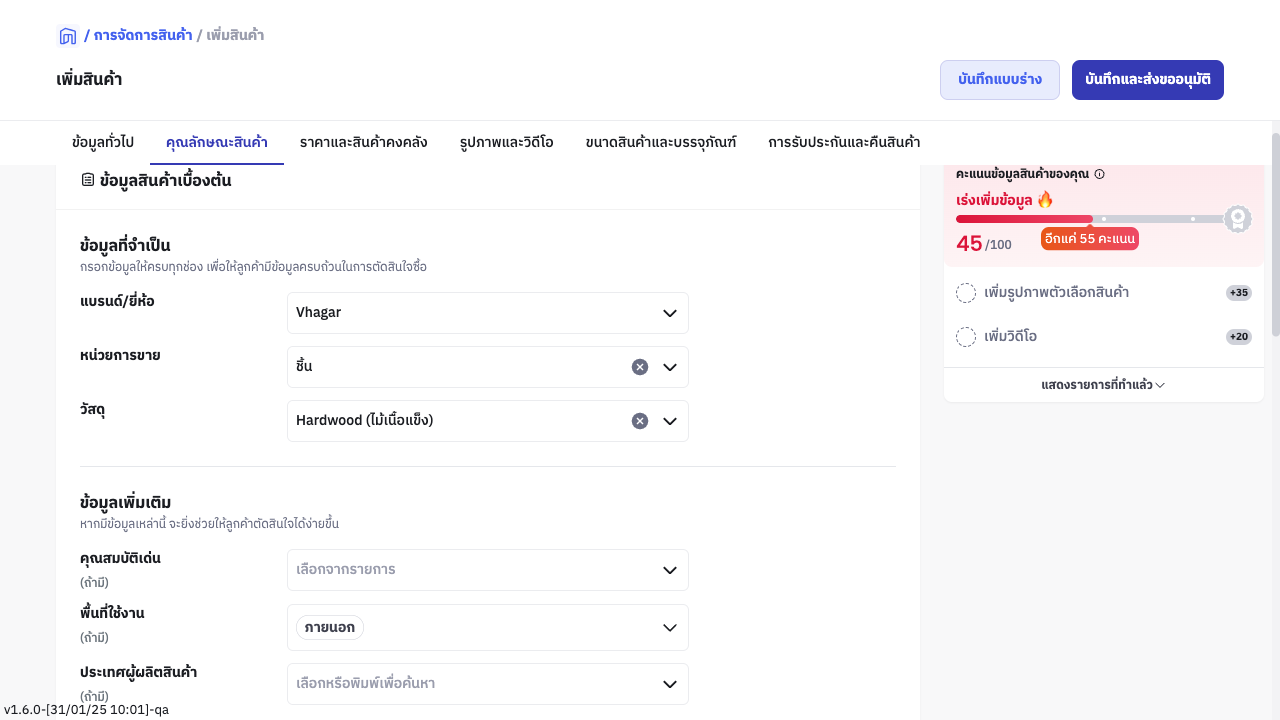 / การจัดการสินค้า / เพิ่มสินค้า
เพิ่มสินค้า
บันทึกแบบร่าง
บันทึกและส่งขออนุมัติ
ข้อมูลทั่วไป
คุณลักษณะสินค้า
ราคาและสินค้าคงคลัง
รูปภาพและวิดีโอ
ขนาดสินค้าและบรรจุภัณฑ์
การรับประกันและคืนสินค้า
ข้อมูลสินค้าเบื้องต้น
ข้อมูลที่จำเป็น
กรอกข้อมูลให้ครบทุกช่อง เพื่อให้ลูกค้ามีข้อมูลครบถ้วนในการตัดสินใจซื้อ
แบรนด์/ยี่ห้อ
Vhagar
หน่วยการขาย
ชิ้น
วัสดุ
Hardwood (ไม้เนื้อแข็ง)
ข้อมูลเพิ่มเติม
หากมีข้อมูลเหล่านี้ จะยิ่งช่วยให้ลูกค้าตัดสินใจได้ง่ายขึ้น
คุณสมบัติเด่น
(ถ้ามี)
เลือกจากรายการ
พื้นที่ใช้งาน
(ถ้ามี)
ภายนอก
ประเทศผู้ผลิตสินค้า
(ถ้ามี)
เลือกหรือพิมพ์เพื่อค้นหา
คะแนนข้อมูลสินค้าของคุณ
เร่งเพิ่มข้อมูล 🔥
45 /100
อีกแค่ 55 คะแนน
เพิ่มรูปภาพตัวเลือกสินค้า
+35
เพิ่มวิดีโอ
+20
แสดงรายการที่ทำแล้ว
v1.6.0-[31/01/25 10:01]-qa